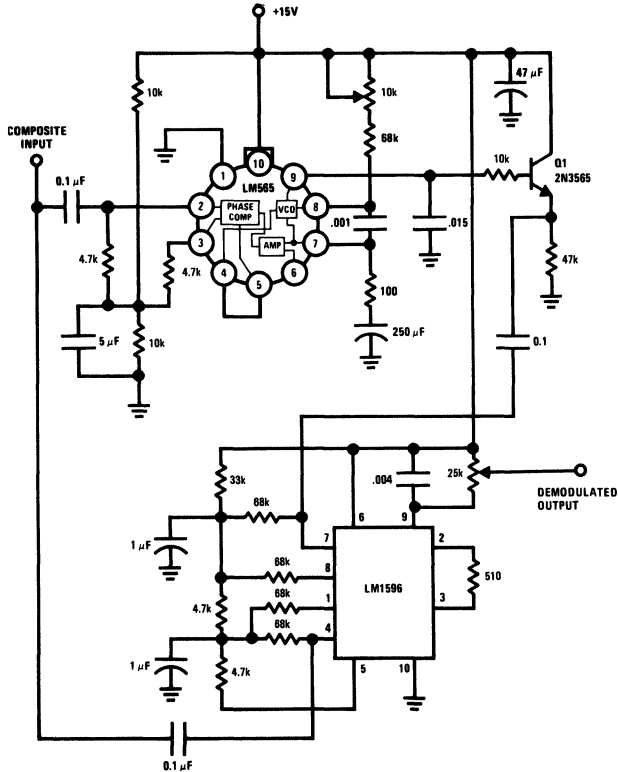 +15V
47 µF
10k
10k
COMPOSITE
INPUT
68k
10k
Q1
2N3565
0.1 µF
1
10
LM565
9
2
PHASE
COMP
VCO
8
.001
.015
3
AMP
7
4.7k
4.7k
4
5
6
100
47k
5 µF
10k
250 µF
0.1
33k
.004
25k
DEMODULATED
OUTPUT
68k
6
9
1 µF
7
2
68k
8
LM1596
510
68k
4.7k
1
3
68k
4
1 µF
4.7k
5
10
0.1 µF